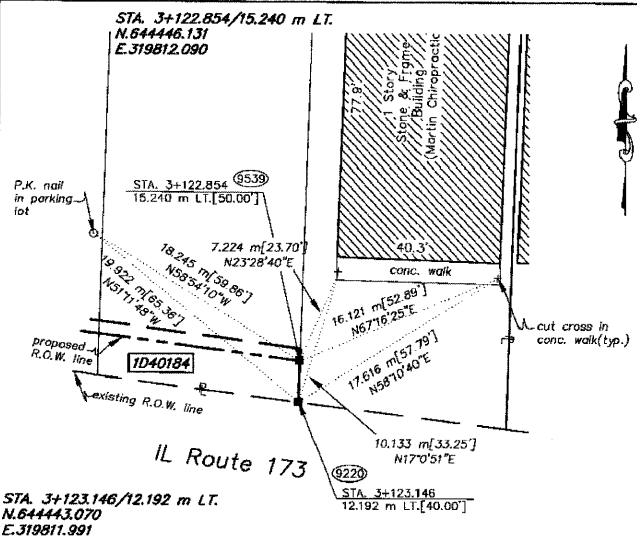 STA. 3+122.854/15.240 m LT.
N.644446.131
E.319812.090
77.9'
1 Story
Stone & Frame
Building
(Martin Chiropractic
P.K. nail
in parking
lot
STA. 3+122.854
9539
15.240 m LT.[50.00']
7.224 m[23.70']
N23°28'40"E
40.3'
conc. walk
18.245 m[59.86']
N58°54'10"W
19.922 m[65.36']
N51°11'48"W
16.121 m[52.89']
N67°16'25"E
cut cross in
conc. walk(typ.)
17.616 m[57.79']
N58°10'40"E
proposed
R.O.W. line
1D40184
existing R.O.W. line
10.133 m[33.25']
N17°0'51"E
IL Route 173
9220
STA. 3+123.146
12.192 m LT.[40.00']
STA. 3+123.146/12.192 m LT.
N.644443.070
E.319811.991